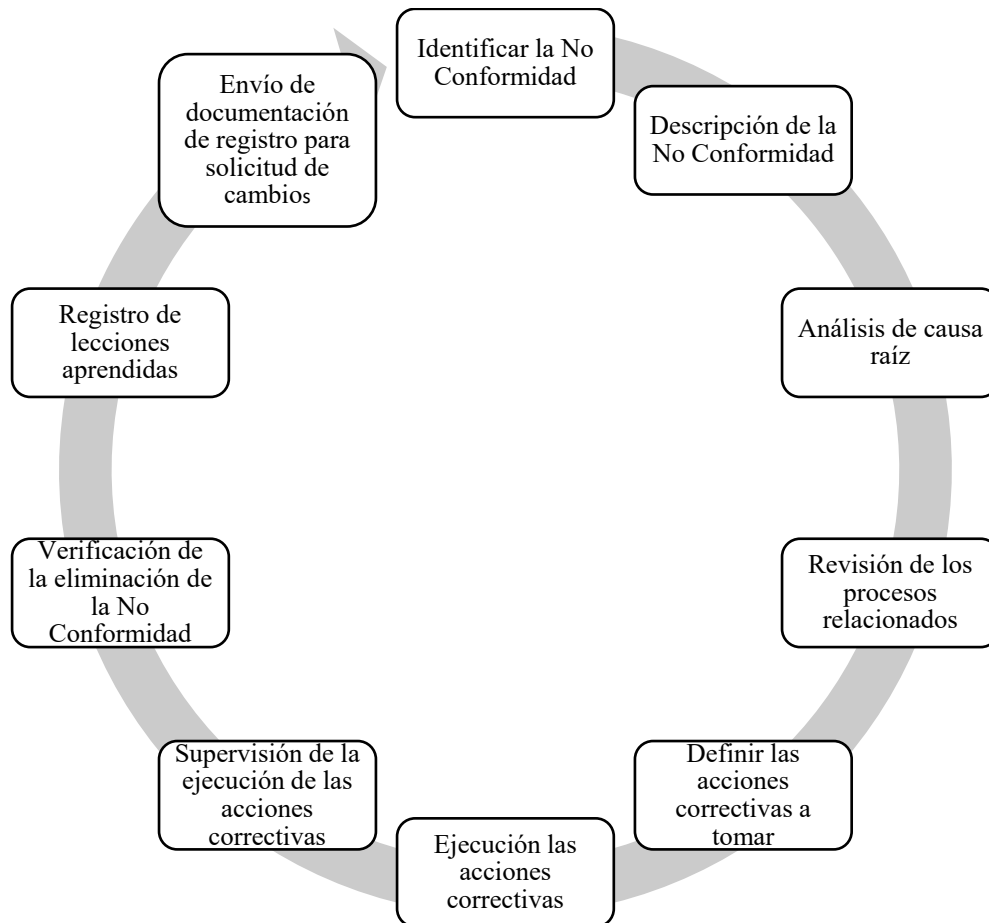 Identificar la No
Conformidad
Descripción de la
No Conformidad
Análisis de causa
raíz
Revisión de los
procesos
relacionados
Definir las
acciones
correctivas a
tomar
Ejecución las
acciones
correctivas
Supervisión de la
ejecución de las
acciones
correctivas
Verificación de
la eliminación de
la No
Conformidad
Registro de
lecciones
aprendidas
Envío de
documentación
de registro para
solicitud de
cambios